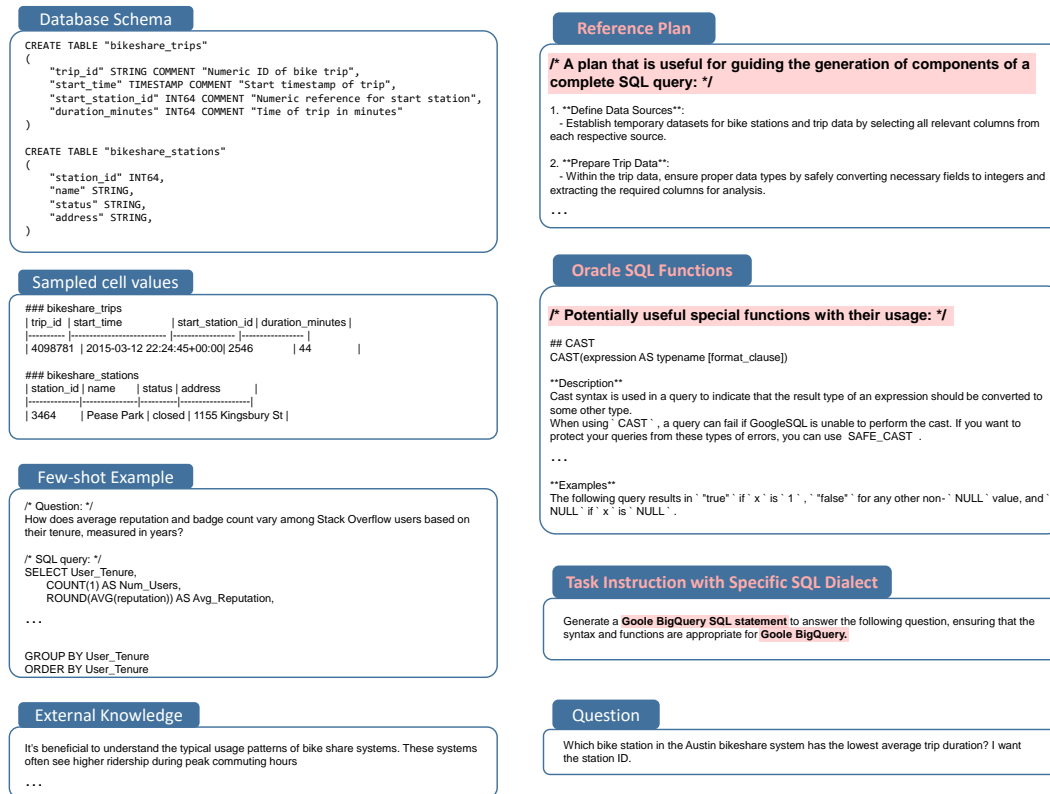 Database Schema
CREATE TABLE "bikeshare_trips"
(
"trip_id" STRING COMMENT "Numeric ID of bike trip",
"start_time" TIMESTAMP COMMENT "Start timestamp of trip",
"start_station_id" INT64 COMMENT "Numeric reference for start station",
"duration_minutes" INT64 COMMENT "Time of trip in minutes"
)
CREATE TABLE "bikeshare_stations"
(
"station_id" INT64,
"name" STRING,
"status" STRING,
"address" STRING,
)
Sampled cell values
### bikeshare_trips
| trip_id | start_time | start_station_id | duration_minutes |
|---------- |-------------------------- |----------------- |----------------- |
| 4098781 | 2015-03-12 22:24:45+00:00| 2546 | 44 |
### bikeshare_stations
| station_id | name | status | address |
|--------------|---------------|----------|-------------------|
| 3464 | Pease Park | closed | 1155 Kingsbury St |
Few-shot Example
/* Question: */
How does average reputation and badge count vary among Stack Overflow users based on
their tenure, measured in years?
/* SQL query: */
SELECT User_Tenure,
COUNT(1) AS Num_Users,
ROUND(AVG(reputation)) AS Avg_Reputation,
...
GROUP BY User_Tenure
ORDER BY User_Tenure
External Knowledge
It's beneficial to understand the typical usage patterns of bike share systems. These systems
often see higher ridership during peak commuting hours
...
Reference Plan
/* A plan that is useful for guiding the generation of components of a
complete SQL query: */
1. **Define Data Sources**:
- Establish temporary datasets for bike stations and trip data by selecting all relevant columns from
each respective source.
2. **Prepare Trip Data**:
- Within the trip data, ensure proper data types by safely converting necessary fields to integers and
extracting the required columns for analysis.
...
Oracle SQL Functions
/* Potentially useful special functions with their usage: */
## CAST
CAST(expression AS typename [format_clause])
**Description**
Cast syntax is used in a query to indicate that the result type of an expression should be converted to
some other type.
When using ` CAST ` , a query can fail if GoogleSQL is unable to perform the cast. If you want to
protect your queries from these types of errors, you can use SAFE_CAST .
...
**Examples**
The following query results in ` "true" ` if ` x ` is ` 1 ` , ` "false" ` for any other non- ` NULL ` value, and `
NULL ` if ` x ` is ` NULL ` .
Task Instruction with Specific SQL Dialect
Generate a Goole BigQuery SQL statement to answer the following question, ensuring that the
syntax and functions are appropriate for Goole BigQuery.
Question
Which bike station in the Austin bikeshare system has the lowest average trip duration? I want
the station ID.